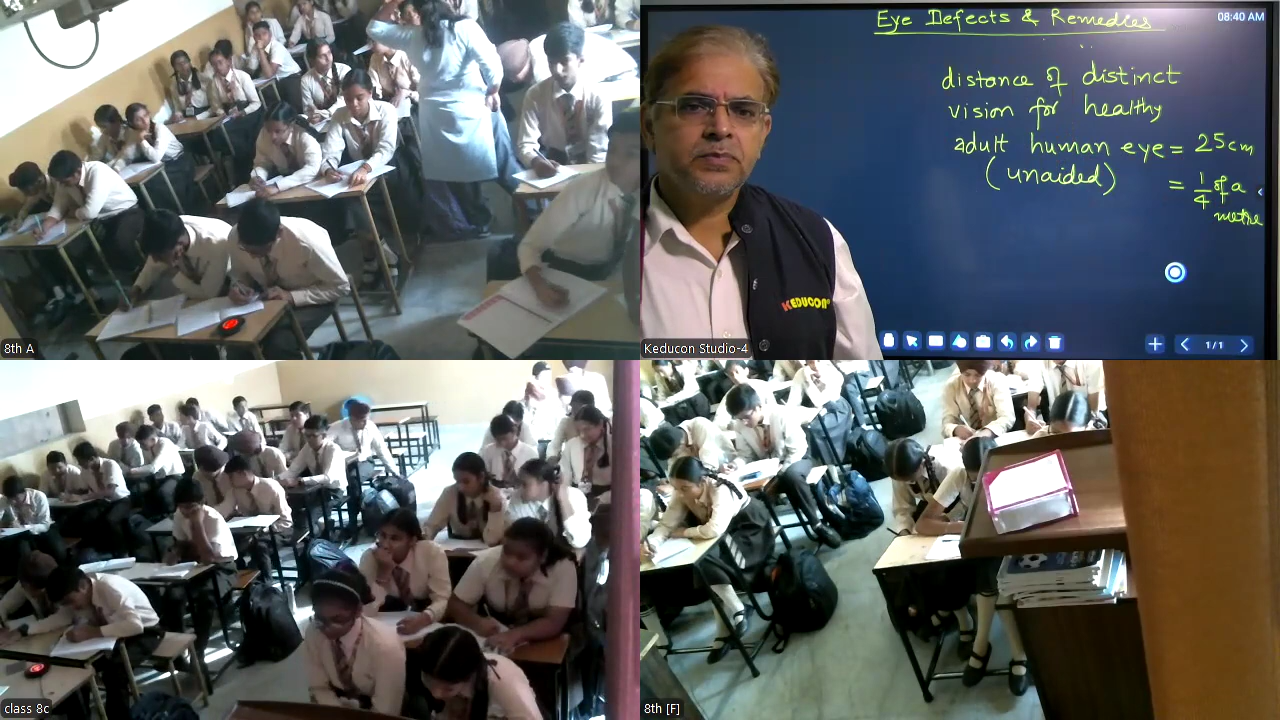 Eye Defects & Remedies
08:40 AM
distance of distinct
vision for healthy
adult human eye = 25cm
(unaided)
= 1/4 of a
metre
KEDUCON
1/1
8th A
Keducon Studio-4
class 8c
8th [F]